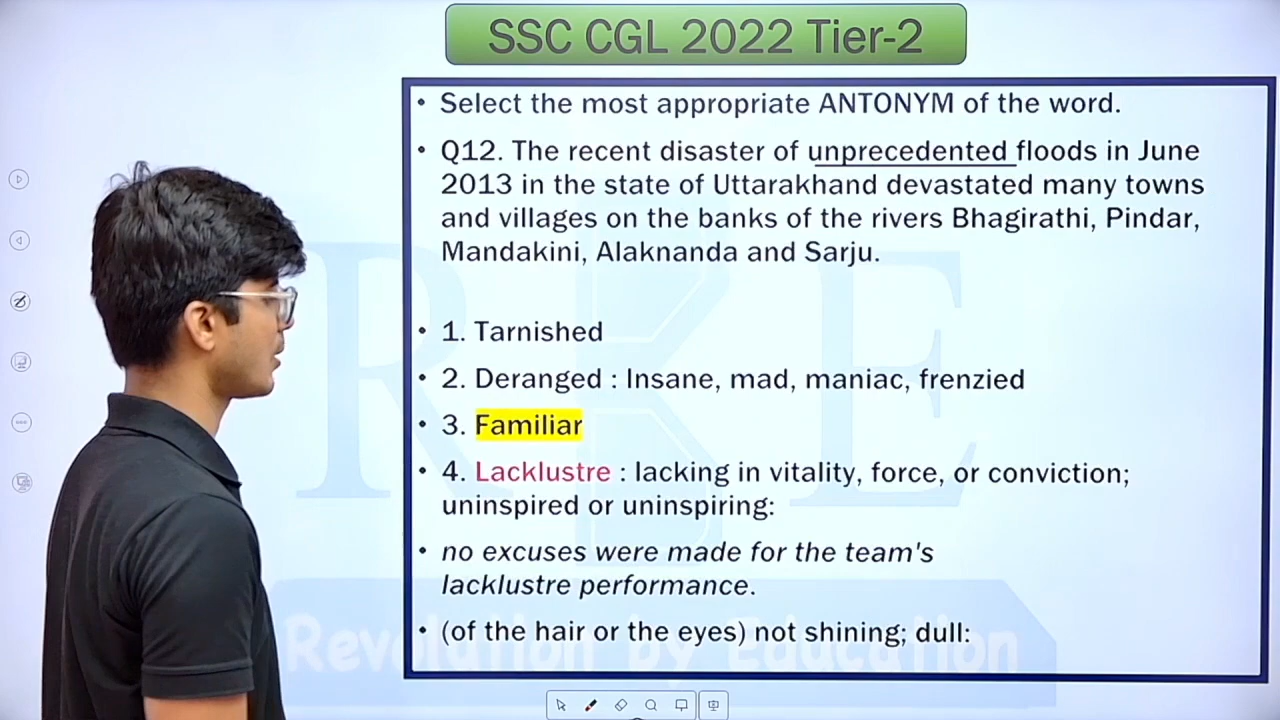 SSC CGL 2022 Tier-2
• Select the most appropriate ANTONYM of the word.
• Q12. The recent disaster of unprecedented floods in June
2013 in the state of Uttarakhand devastated many towns
and villages on the banks of the rivers Bhagirathi, Pindar,
Mandakini, Alaknanda and Sarju.
• 1. Tarnished
• 2. Deranged : Insane, mad, maniac, frenzied
• 3. Familiar
• 4. Lacklustre : lacking in vitality, force, or conviction;
uninspired or uninspiring:
• no excuses were made for the team's
lacklustre performance.
• (of the hair or the eyes) not shining; dull:
RKE
Revolution by Education